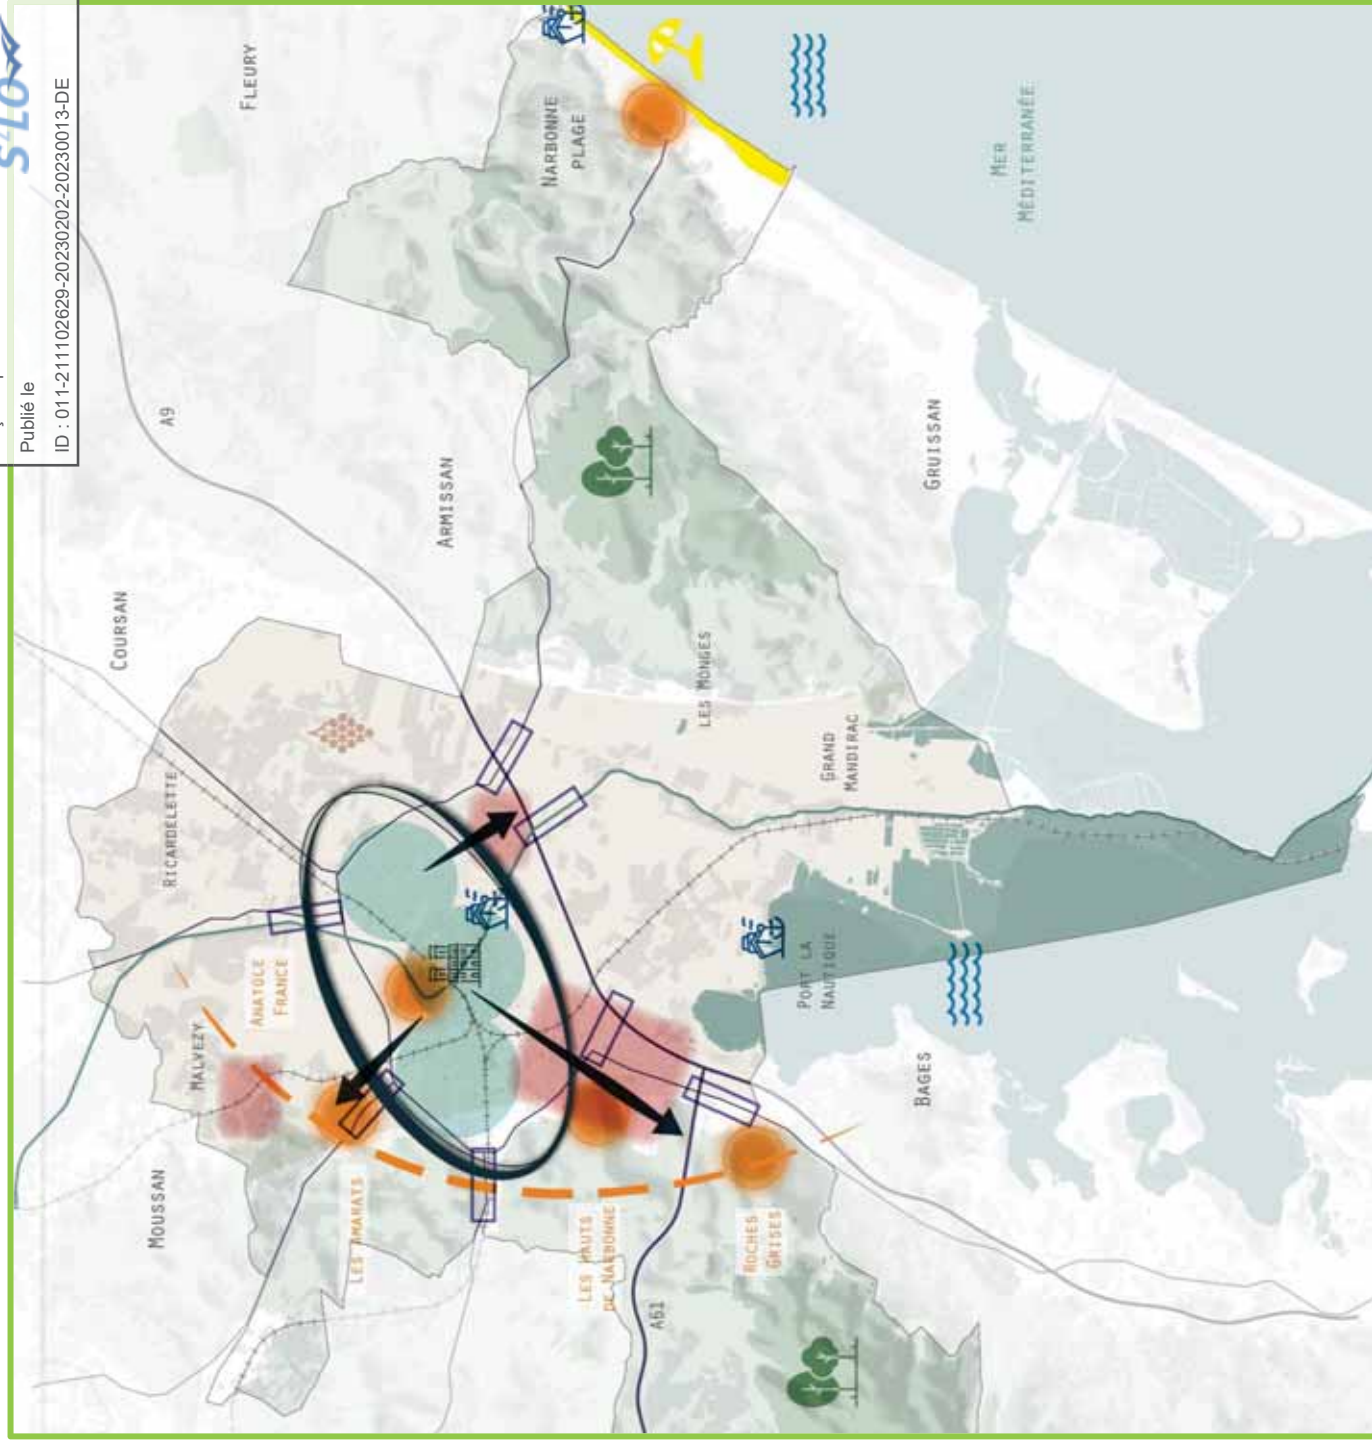 S²LO
Publié le
ID : 011-211102629-20230202-20230013-DE
FLEURY
A9
NARBONNE
PLAGE
MER
MÉDITERRANÉE
ARMISSAN
GRUISSAN
COURSAN
LES MONGES
GRAND
MANDIRAC
RICARDELETTE
ANATOLE
FRANCE
MALVEZY
PORT LA
NAUTIQUE
BAGES
MOUSSAN
LES AMARATS
LES HAUTS
DE NARBONNE
ROCHES
GRISES
A61